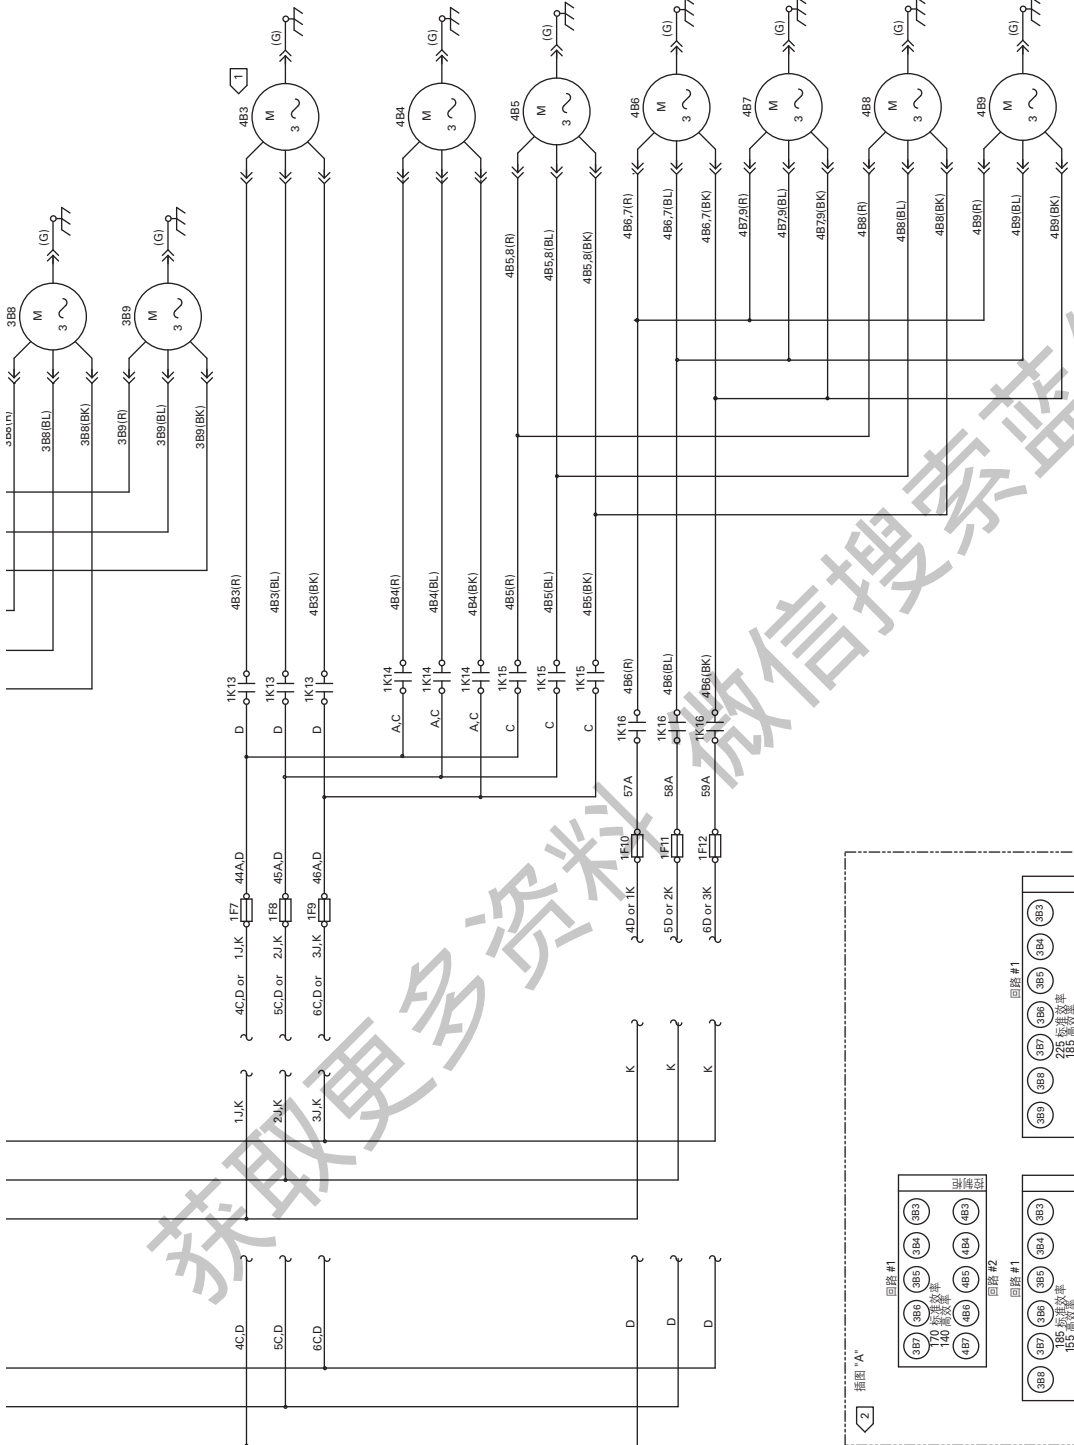 (G)
(G)
(G)
(G)
(G)
(G)
(G)
1
4B3
M
3
4B4
M
3
4B5
M
3
4B6
M
3
4B7
M
3
4B8
M
3
4B9
M
3
(G)
(G)
3B8
M
3
3B9
M
3
4B5,8(R)
4B5,8(BL)
4B5,8(BK)
4B6,7(R)
4B6,7(BL)
4B6,7(BK)
4B7,9(R)
4B7,9(BL)
4B7,9(BK)
4B8(R)
4B8(BL)
4B8(BK)
4B9(R)
4B9(BL)
4B9(BK)
3B8(R)
3B8(BL)
3B8(BK)
3B9(R)
3B9(BL)
3B9(BK)
4B3(R)
4B3(BL)
4B3(BK)
4B4(R)
4B4(BL)
4B4(BK)
4B5(R)
4B5(BL)
4B5(BK)
4B6(R)
4B6(BL)
4B6(BK)
1K13
1K13
1K13
1K14
1K14
1K14
1K15
1K15
1K15
1K16
1K16
1K16
D
D
D
A,C
A,C
A,C
C
C
C
57A
58A
59A
44A,D
45A,D
46A,D
1F7
1F8
1F9
1F10
1F11
1F12
1J,K
2J,K
3J,K
4C,D or
5C,D or
6C,D or
4D or 1K
5D or 2K
6D or 3K
1J,K
2J,K
3J,K
K
K
K
4C,D
5C,D
6C,D
D
D
D
2
插图 "A"
回路 #1
3B7
3B6
3B5
3B4
3B3
170 标准效率
140 高效率
4B7
4B6
4B5
4B4
4B3
回路 #2
控制柜
回路 #1
3B9
3B8
3B7
3B6
3B5
3B4
3B3
225 标准效率
185 高效率
回路 #1
3B8
3B7
3B6
3B5
3B4
3B3
185 标准效率
155 高效率
获取更多资料 微信搜索蓝